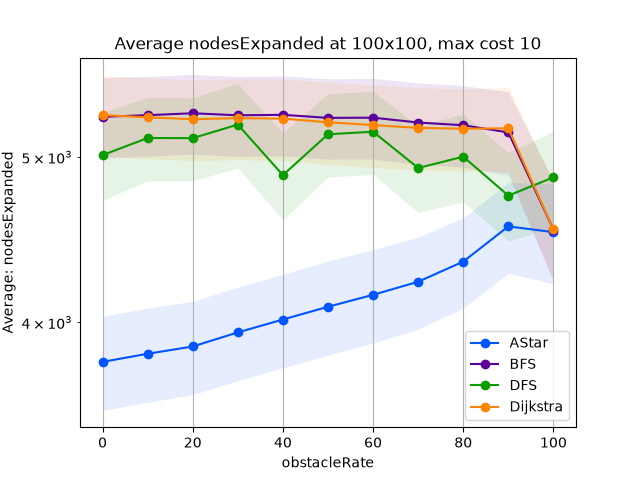 Average nodesExpanded at 100x100, max cost 10
Average: nodesExpanded
5 × 10³
4 × 10³
0 20 40 60 80 100
obstacleRate
AStar
BFS
DFS
Dijkstra